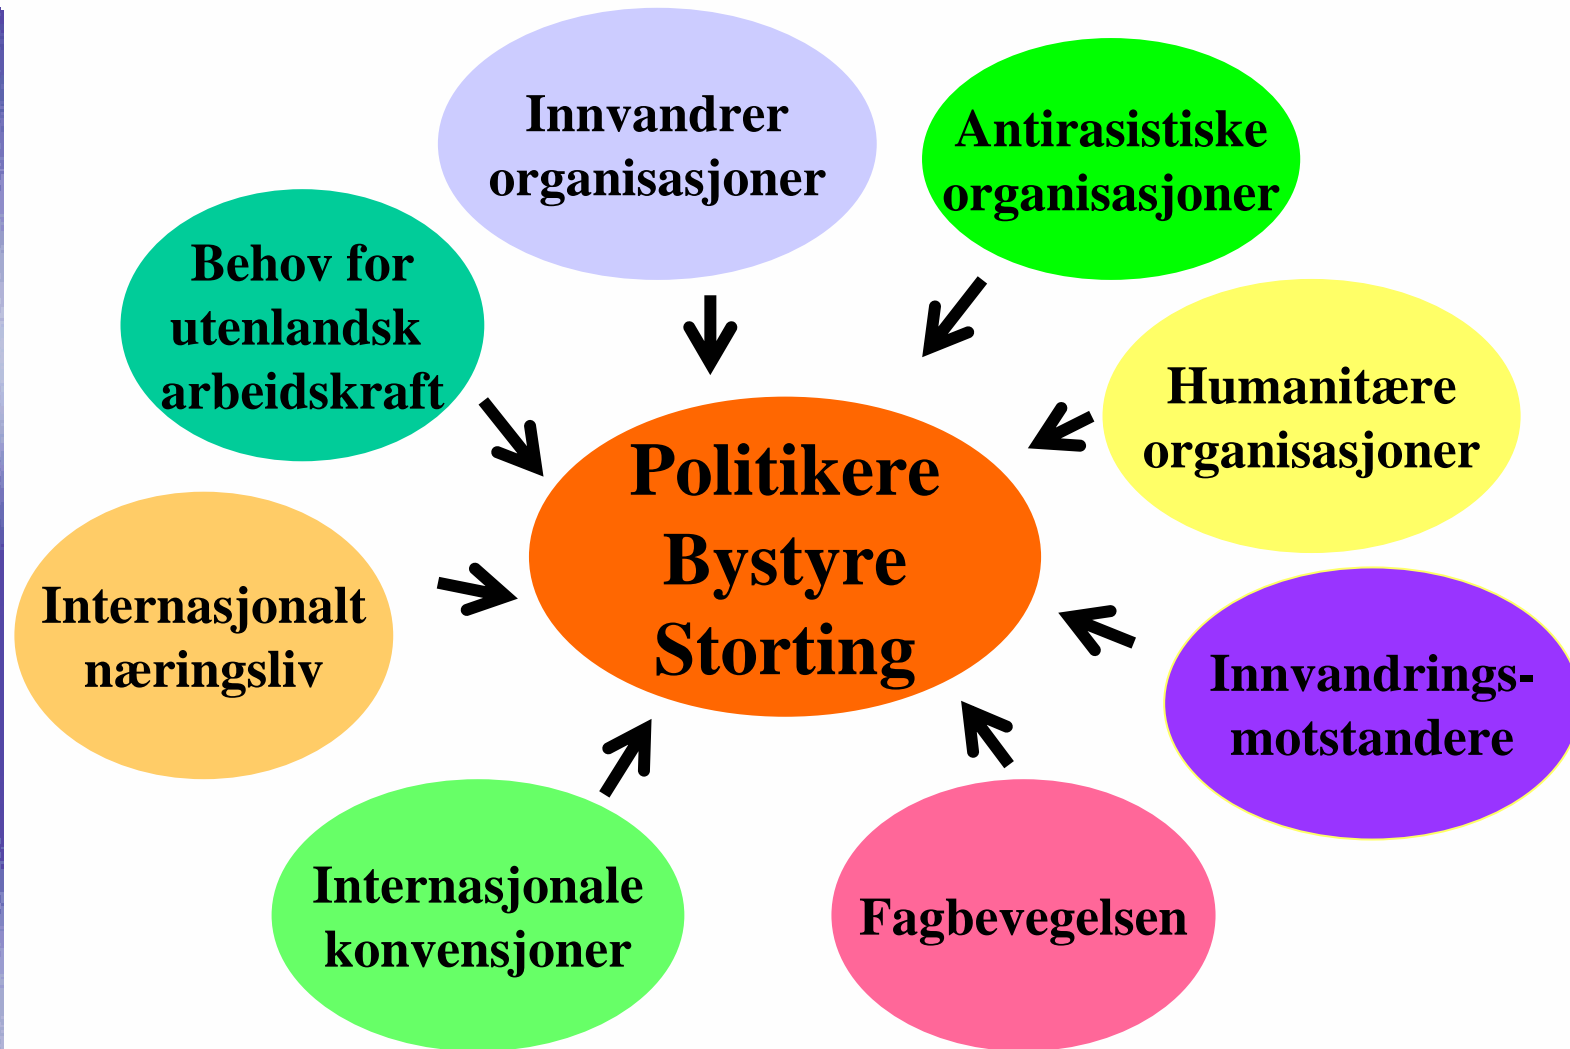 Innvandrer
organisasjoner
Antirasistiske
organisasjoner
Behov for
utenlandsk
arbeidskraft
Humanitære
organisasjoner
Politikere
Bystyre
Storting
Internasjonalt
næringsliv
Innvandrings-
motstandere
Internasjonale
konvensjoner
Fagbevegelsen